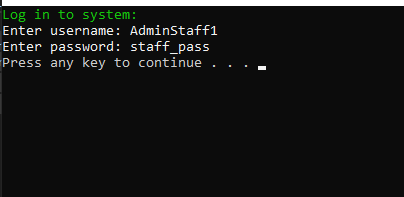 Log in to system:
Enter username: AdminStaff1
Enter password: staff_pass
Press any key to continue . . .